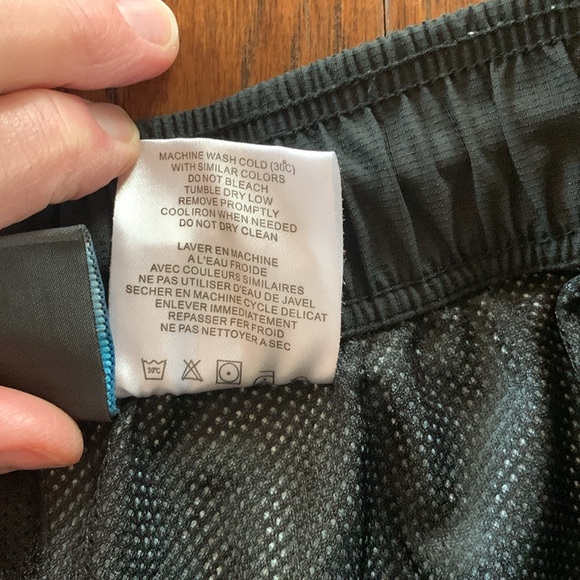 MACHINE WASH COLD (30°C)
WITH SIMILAR COLORS
DO NOT BLEACH
TUMBLE DRY LOW
REMOVE PROMPTLY
COOL IRON WHEN NEEDED
DO NOT DRY CLEAN
LAVER EN MACHINE
A L'EAU FROIDE
AVEC COULEURS SIMILAIRES
NE PAS UTILISER D'EAU DE JAVEL
SECHER EN MACHINE CYCLE DELICAT
ENLEVER IMMEDIATEMENT
REPASSER FER FROID
NE PAS NETTOYER A SEC
30°C